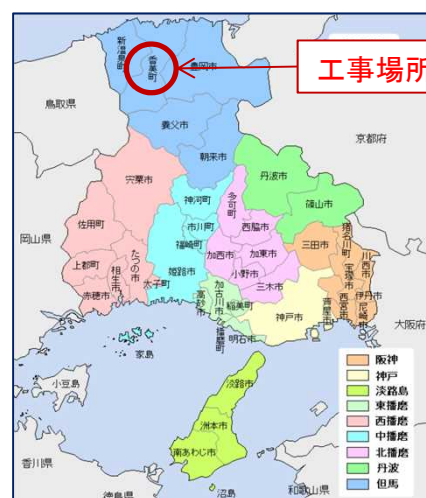 工事場所
新温泉町
香美町
豊岡市
鳥取県
養父市
京都府
朝来市
宍粟市
丹波市
神河町
多可町
篠山市
佐用町
市川町
西脇市
猪名川町
岡山県
福崎町
加西市
加東市
三田市
川西市
上郡町
たつの市
相生市
姫路市
小野市
宝塚市
太子町
三木市
伊丹市
赤穂市
加古川市
稲美町
西宮市
尼崎市
高砂市
神戸市
芦屋市
播磨町
明石市
大阪府
家島
淡路市
小豆島
洲本市
南あわじ市
香川県
沼島
徳島県
和歌山県
阪神
神戸
淡路島
東播磨
西播磨
中播磨
北播磨
丹波
但馬